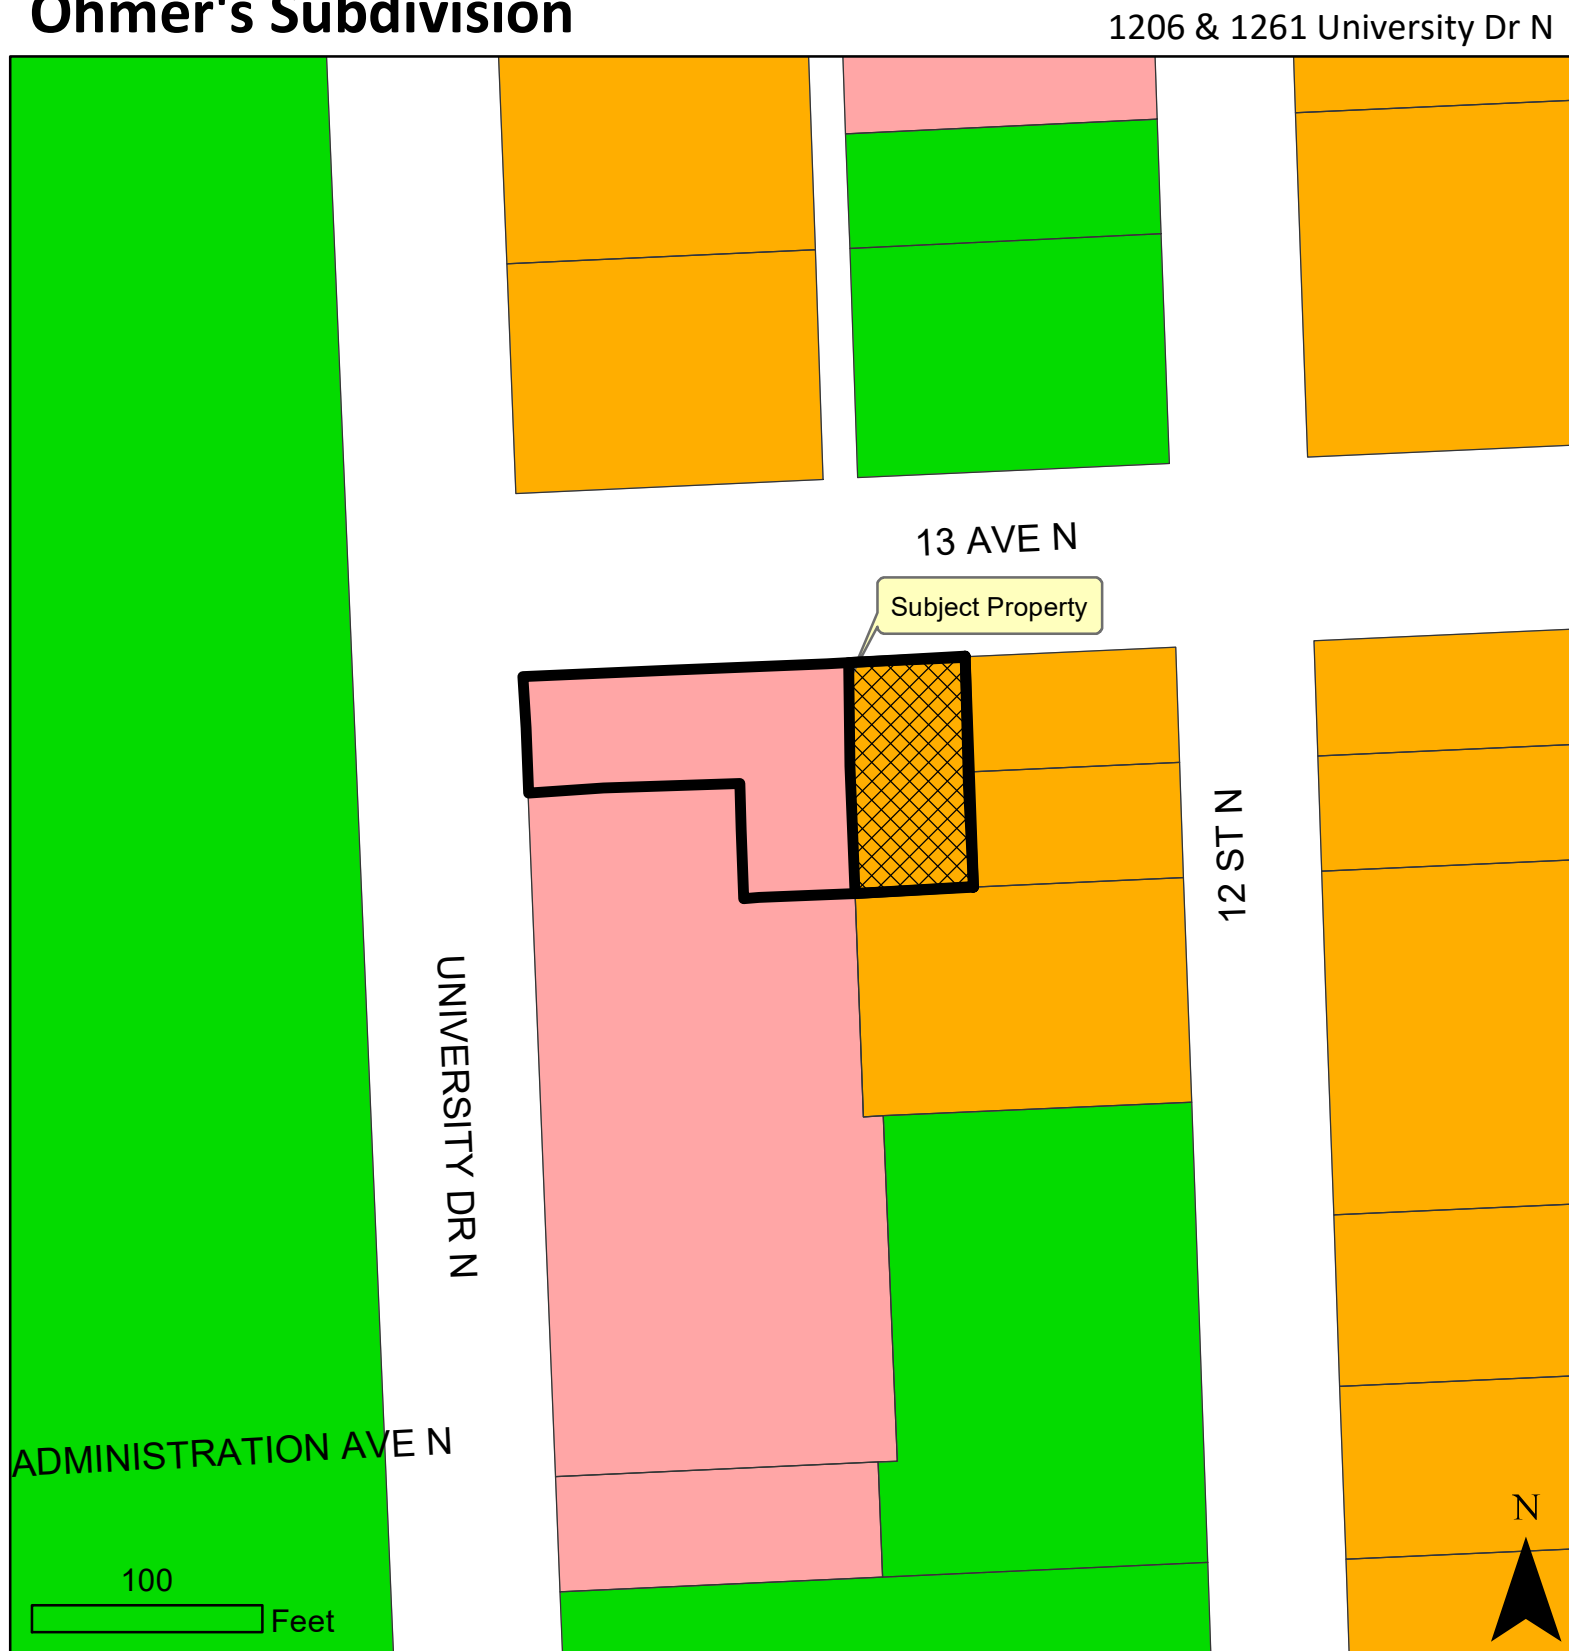 Ohmer's Subdivision
1206 & 1261 University Dr N
13 AVE N
Subject Property
12 ST N
UNIVERSITY DR N
ADMINISTRATION AVE N
N
100
Feet